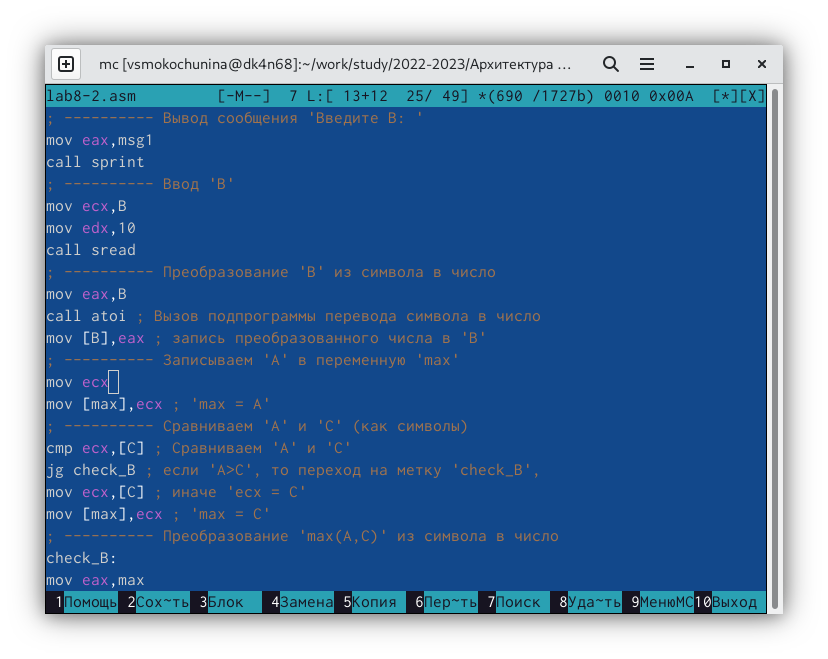 mc [vsmokochunina@dk4n68]:~/work/study/2022-2023/Архитектура ...
lab8-2.asm [-M--] 7 L:[ 13+12 25/ 49] *(690 /1727b) 0010 0x00A [*][X]
; ---------- Вывод сообщения 'Введите B: '
mov eax,msg1
call sprint
; ---------- Ввод 'B'
mov ecx,B
mov edx,10
call sread
; ---------- Преобразование 'B' из символа в число
mov eax,B
call atoi ; Вызов подпрограммы перевода символа в число
mov [B],eax ; запись преобразованного числа в 'B'
; ---------- Записываем 'A' в переменную 'max'
mov ecx
mov [max],ecx ; 'max = A'
; ---------- Сравниваем 'A' и 'С' (как символы)
cmp ecx,[C] ; Сравниваем 'A' и 'С'
jg check_B ; если 'A>C', то переход на метку 'check_B',
mov ecx,[C] ; иначе 'ecx = C'
mov [max],ecx ; 'max = C'
; ---------- Преобразование 'max(A,C)' из символа в число
check_B:
mov eax,max
1Помощь 2Сох~ть 3Блок 4Замена 5Копия 6Пер~ть 7Поиск 8Уда~ть 9МенюMC 10Выход